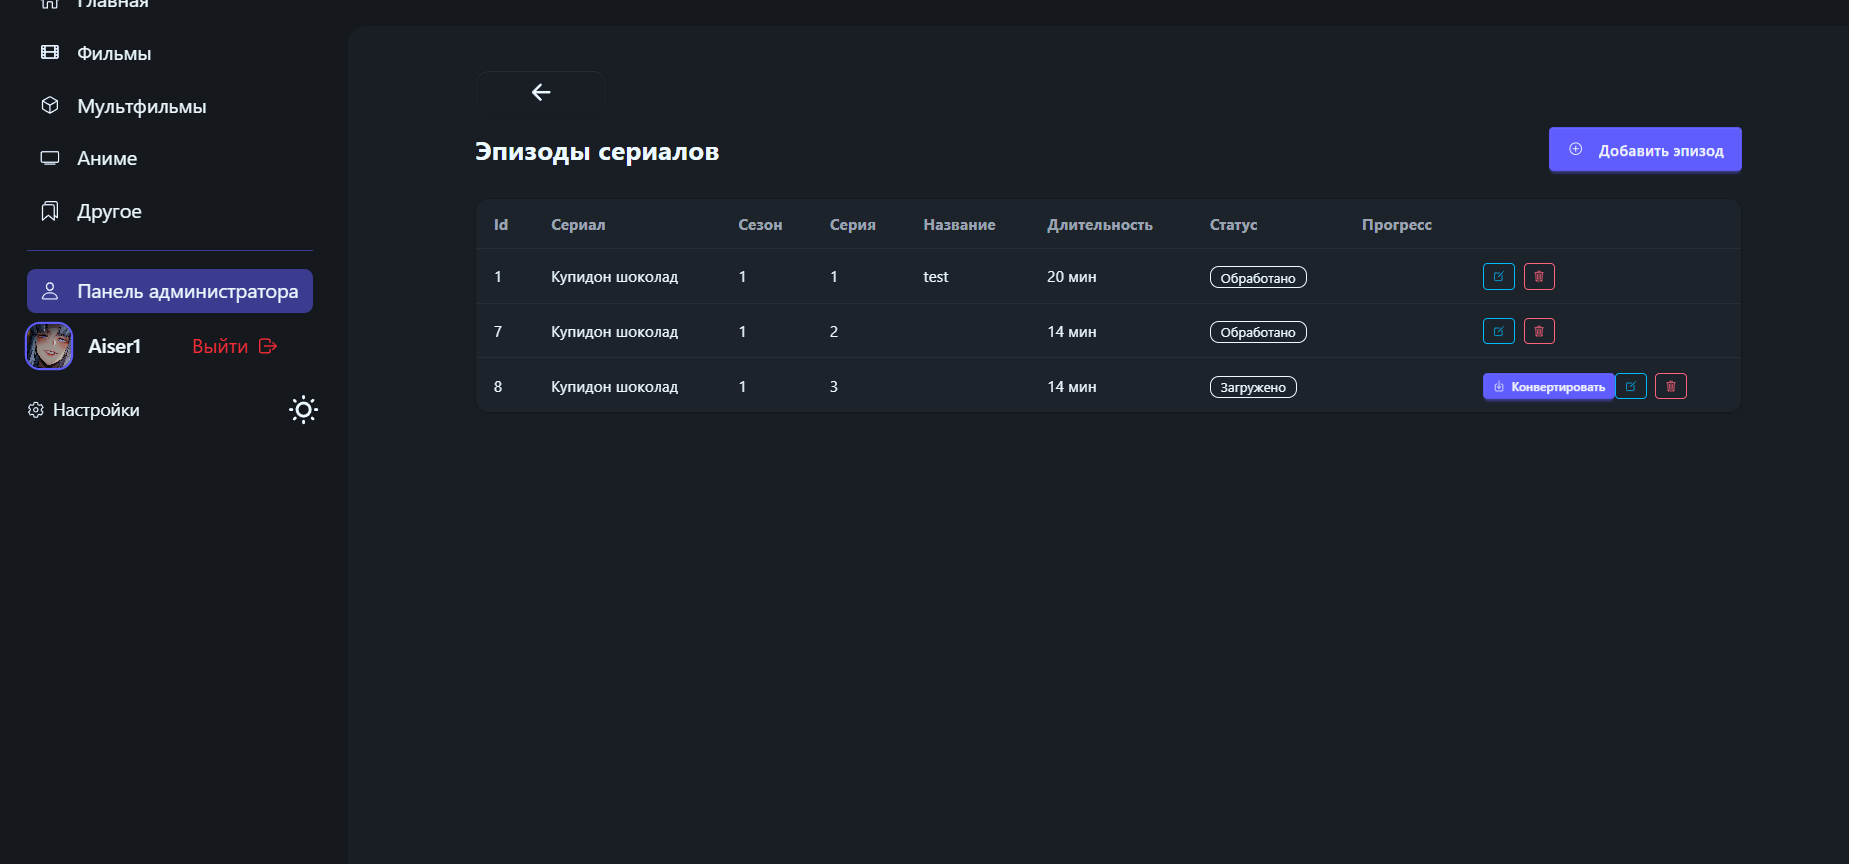 Главная
Фильмы
Мультфильмы
Аниме
Другое
Панель администратора
Aiser1 Выйти
Настройки
Эпизоды сериалов
Добавить эпизод
Id Сериал Сезон Серия Название Длительность Статус Прогресс
1 Купидон шоколад 1 1 test 20 мин Обработано
7 Купидон шоколад 1 2 14 мин Обработано
8 Купидон шоколад 1 3 14 мин Загружено Конвертировать